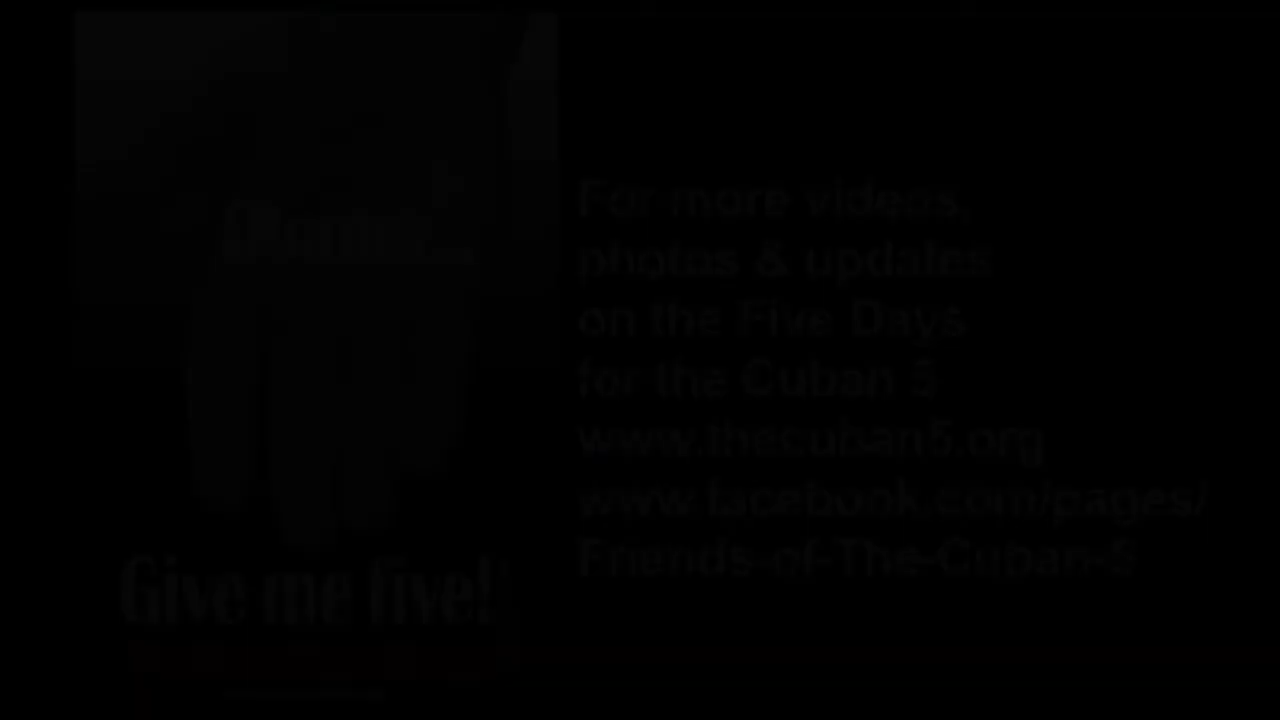 Obama...
Give me five!
For more videos,
photos & updates
on the Five Days
for the Cuban 5
www.thecuban5.org
www.facebook.com/pages/
Friends-of-The-Cuban-5